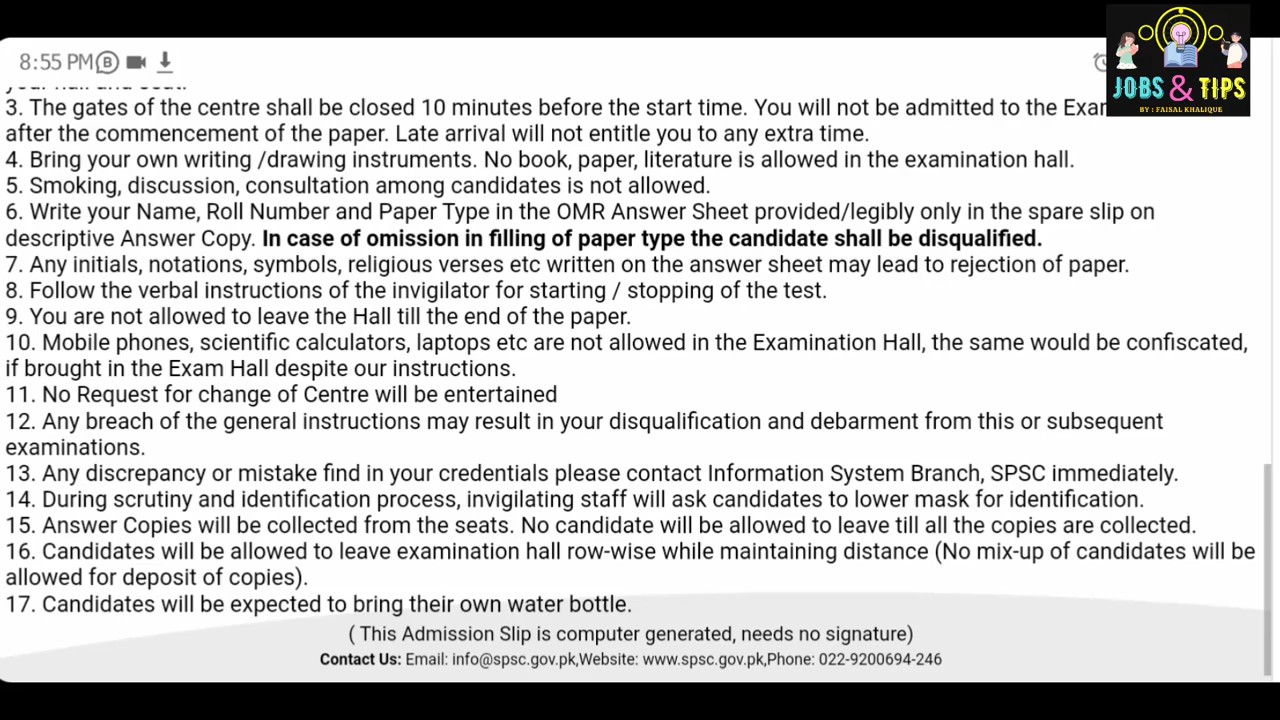 8:55 PM
JOBS & TIPS
BY : FAISAL KHALIQUE
your hall and seat.
3. The gates of the centre shall be closed 10 minutes before the start time. You will not be admitted to the Exam
after the commencement of the paper. Late arrival will not entitle you to any extra time.
4. Bring your own writing /drawing instruments. No book, paper, literature is allowed in the examination hall.
5. Smoking, discussion, consultation among candidates is not allowed.
6. Write your Name, Roll Number and Paper Type in the OMR Answer Sheet provided/legibly only in the spare slip on
descriptive Answer Copy. In case of omission in filling of paper type the candidate shall be disqualified.
7. Any initials, notations, symbols, religious verses etc written on the answer sheet may lead to rejection of paper.
8. Follow the verbal instructions of the invigilator for starting / stopping of the test.
9. You are not allowed to leave the Hall till the end of the paper.
10. Mobile phones, scientific calculators, laptops etc are not allowed in the Examination Hall, the same would be confiscated,
if brought in the Exam Hall despite our instructions.
11. No Request for change of Centre will be entertained
12. Any breach of the general instructions may result in your disqualification and debarment from this or subsequent
examinations.
13. Any discrepancy or mistake find in your credentials please contact Information System Branch, SPSC immediately.
14. During scrutiny and identification process, invigilating staff will ask candidates to lower mask for identification.
15. Answer Copies will be collected from the seats. No candidate will be allowed to leave till all the copies are collected.
16. Candidates will be allowed to leave examination hall row-wise while maintaining distance (No mix-up of candidates will be
allowed for deposit of copies).
17. Candidates will be expected to bring their own water bottle.
( This Admission Slip is computer generated, needs no signature)
Contact Us: Email: info@spsc.gov.pk,Website: www.spsc.gov.pk,Phone: 022-9200694-246